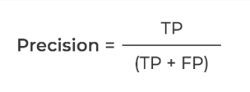 Precision = TP
(TP + FP)